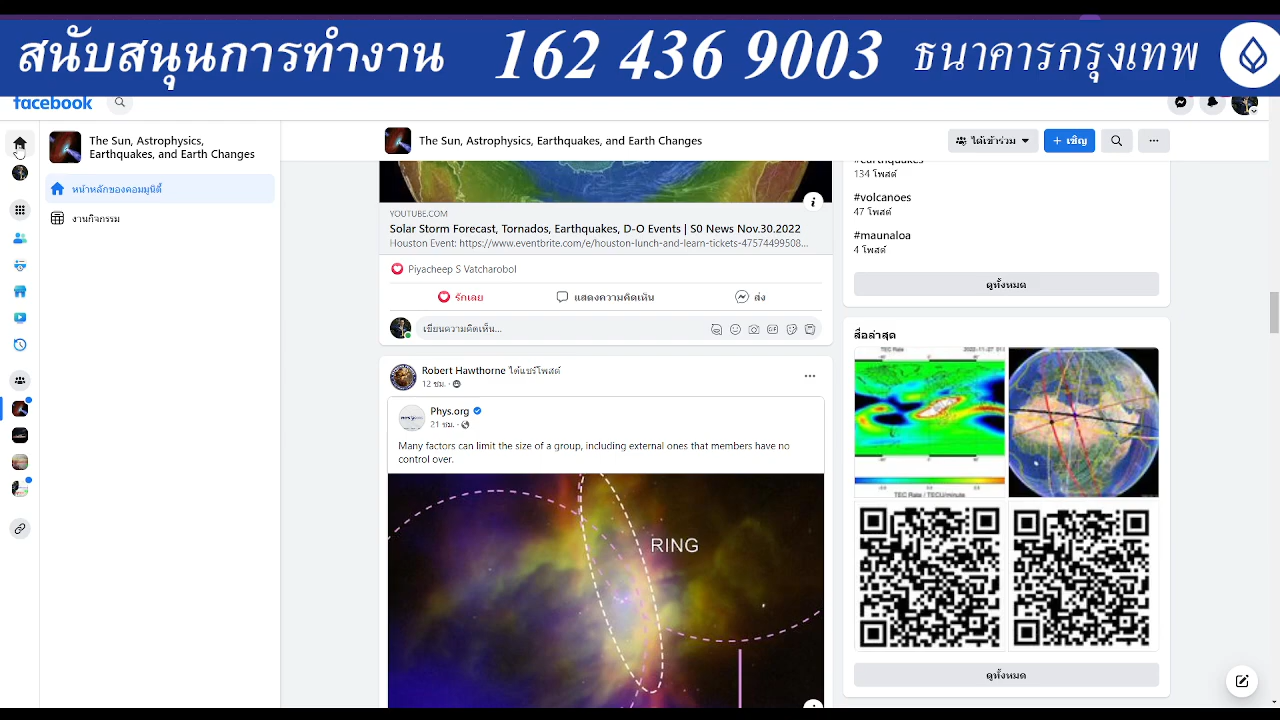 สนับสนุนการทำงาน 162 436 9003 ธนาคารกรุงเทพ
facebook
The Sun, Astrophysics,
Earthquakes, and Earth Changes
หน้าหลักของคอมมูนิตี้
งานกิจกรรม
The Sun, Astrophysics, Earthquakes, and Earth Changes
ได้เข้าร่วม
+ เชิญ
YOUTUBE.COM
Solar Storm Forecast, Tornados, Earthquakes, D-O Events | S0 News Nov.30.2022
Houston Event: https://www.eventbrite.com/e/houston-lunch-and-learn-tickets-47574499508...
Piyacheep S Vatcharobol
รักเลย
แสดงความคิดเห็น
ส่ง
เขียนความคิดเห็น...
Robert Hawthorne ได้แชร์โพสต์
12 ชม. ·
Phys.org
21 ชม. ·
Many factors can limit the size of a group, including external ones that members have no
control over.
RING
#earthquakes
134 โพสต์
#volcanoes
47 โพสต์
#maunaloa
4 โพสต์
ดูทั้งหมด
สื่อล่าสุด
TEC Rate
TEC Rate / TECU/minute
ดูทั้งหมด